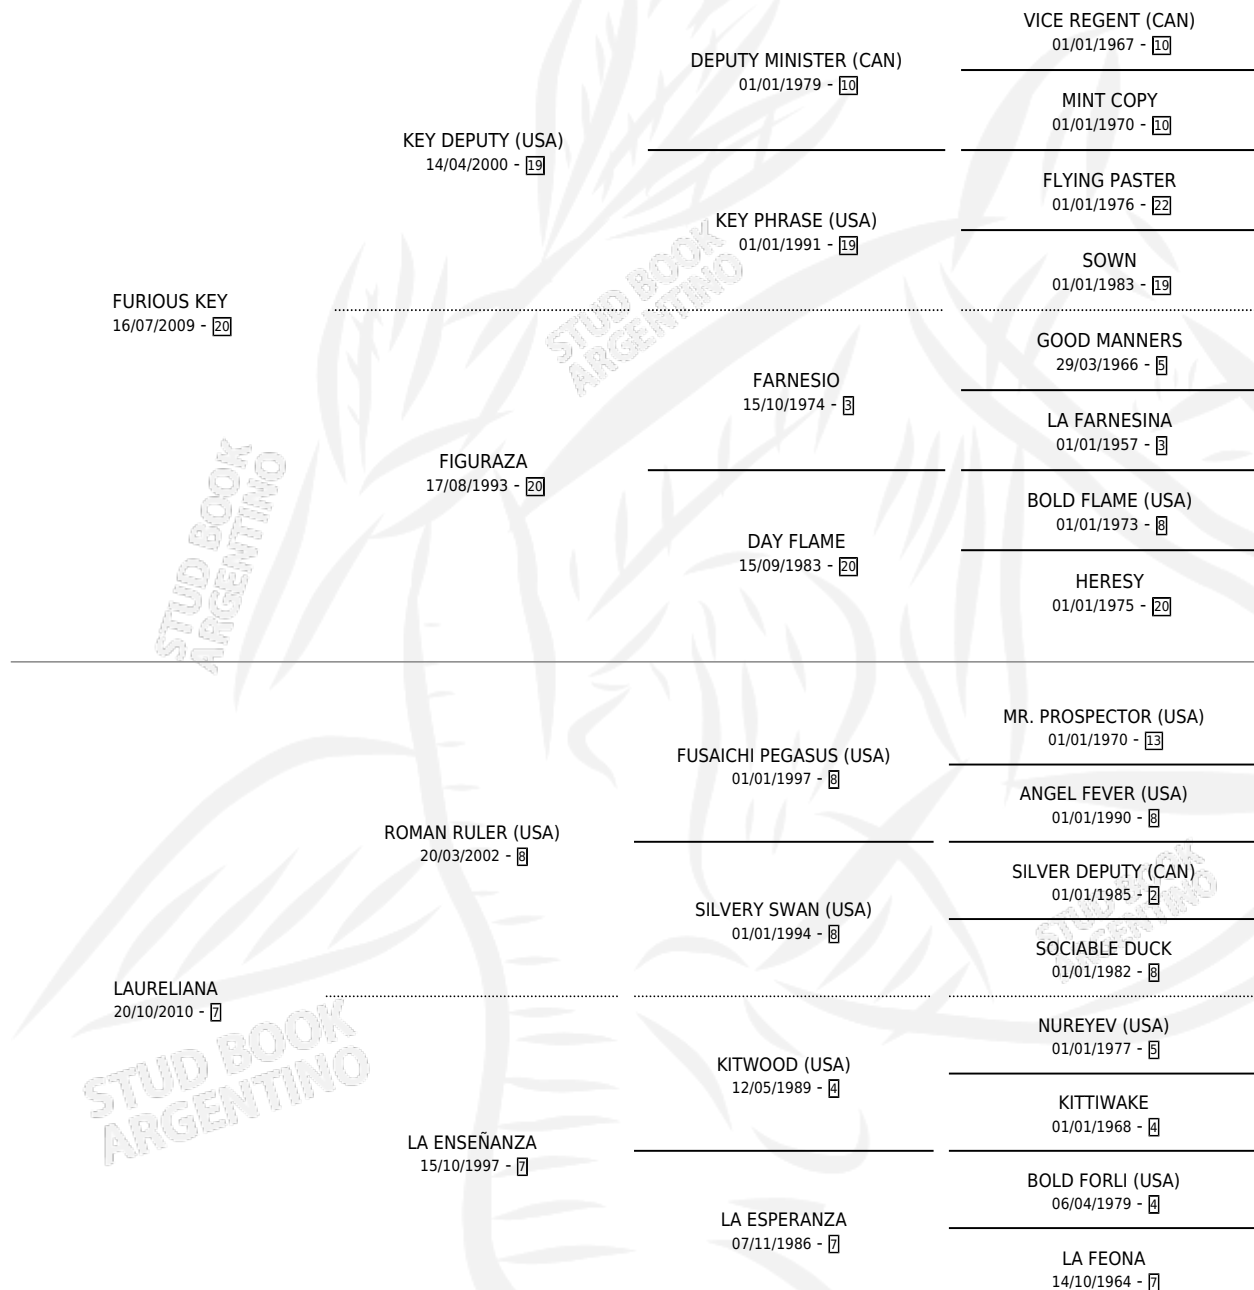 VICE REGENT (CAN)
01/01/1967 - 10
DEPUTY MINISTER (CAN)
01/01/1979 - 10
MINT COPY
01/01/1970 - 10
KEY DEPUTY (USA)
14/04/2000 - 19
FLYING PASTER
01/01/1976 - 22
KEY PHRASE (USA)
01/01/1991 - 19
SOWN
01/01/1983 - 19
FURIOUS KEY
16/07/2009 - 20
GOOD MANNERS
29/03/1966 - 5
FARNESIO
15/10/1974 - 3
LA FARNESINA
01/01/1957 - 3
FIGURAZA
17/08/1993 - 20
BOLD FLAME (USA)
01/01/1973 - 8
DAY FLAME
15/09/1983 - 20
HERESY
01/01/1975 - 20
MR. PROSPECTOR (USA)
01/01/1970 - 13
FUSAICHI PEGASUS (USA)
01/01/1997 - 8
ANGEL FEVER (USA)
01/01/1990 - 8
ROMAN RULER (USA)
20/03/2002 - 8
SILVER DEPUTY (CAN)
01/01/1985 - 2
SILVERY SWAN (USA)
01/01/1994 - 8
SOCIABLE DUCK
01/01/1982 - 8
LAURELIANA
20/10/2010 - 7
NUREYEV (USA)
01/01/1977 - 5
KITWOOD (USA)
12/05/1989 - 4
KITTIWAKE
01/01/1968 - 4
LA ENSEÑANZA
15/10/1997 - 7
BOLD FORLI (USA)
06/04/1979 - 4
LA ESPERANZA
07/11/1986 - 7
LA FEONA
14/10/1964 - 7
STUD BOOK
ARGENTINO
STUD BOOK
ARGENTINO
STUD BOOK
ARGENTINO
STUD BOOK
ARGENTINO